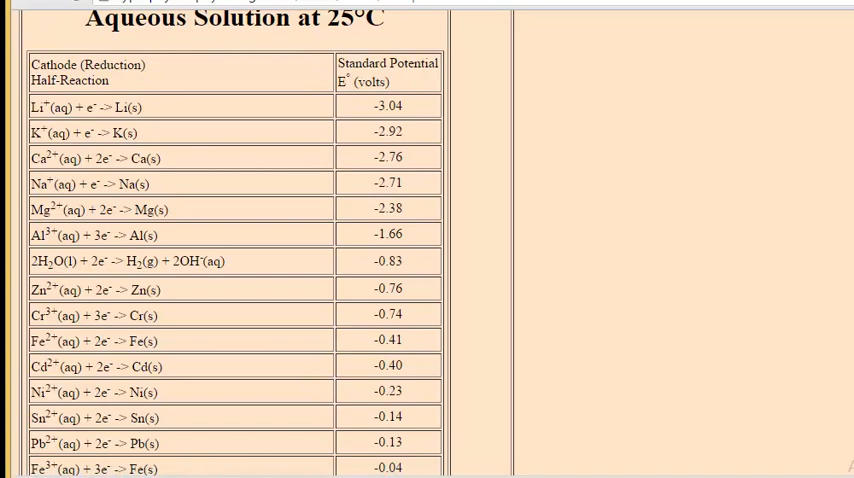 Aqueous Solution at 25°C
Cathode (Reduction)
Half-Reaction
Standard Potential
E° (volts)
Li⁺(aq) + e⁻ -> Li(s)
-3.04
K⁺(aq) + e⁻ -> K(s)
-2.92
Ca²⁺(aq) + 2e⁻ -> Ca(s)
-2.76
Na⁺(aq) + e⁻ -> Na(s)
-2.71
Mg²⁺(aq) + 2e⁻ -> Mg(s)
-2.38
Al³⁺(aq) + 3e⁻ -> Al(s)
-1.66
2H₂O(l) + 2e⁻ -> H₂(g) + 2OH⁻(aq)
-0.83
Zn²⁺(aq) + 2e⁻ -> Zn(s)
-0.76
Cr³⁺(aq) + 3e⁻ -> Cr(s)
-0.74
Fe²⁺(aq) + 2e⁻ -> Fe(s)
-0.41
Cd²⁺(aq) + 2e⁻ -> Cd(s)
-0.40
Ni²⁺(aq) + 2e⁻ -> Ni(s)
-0.23
Sn²⁺(aq) + 2e⁻ -> Sn(s)
-0.14
Pb²⁺(aq) + 2e⁻ -> Pb(s)
-0.13
Fe³⁺(aq) + 3e⁻ -> Fe(s)
-0.04